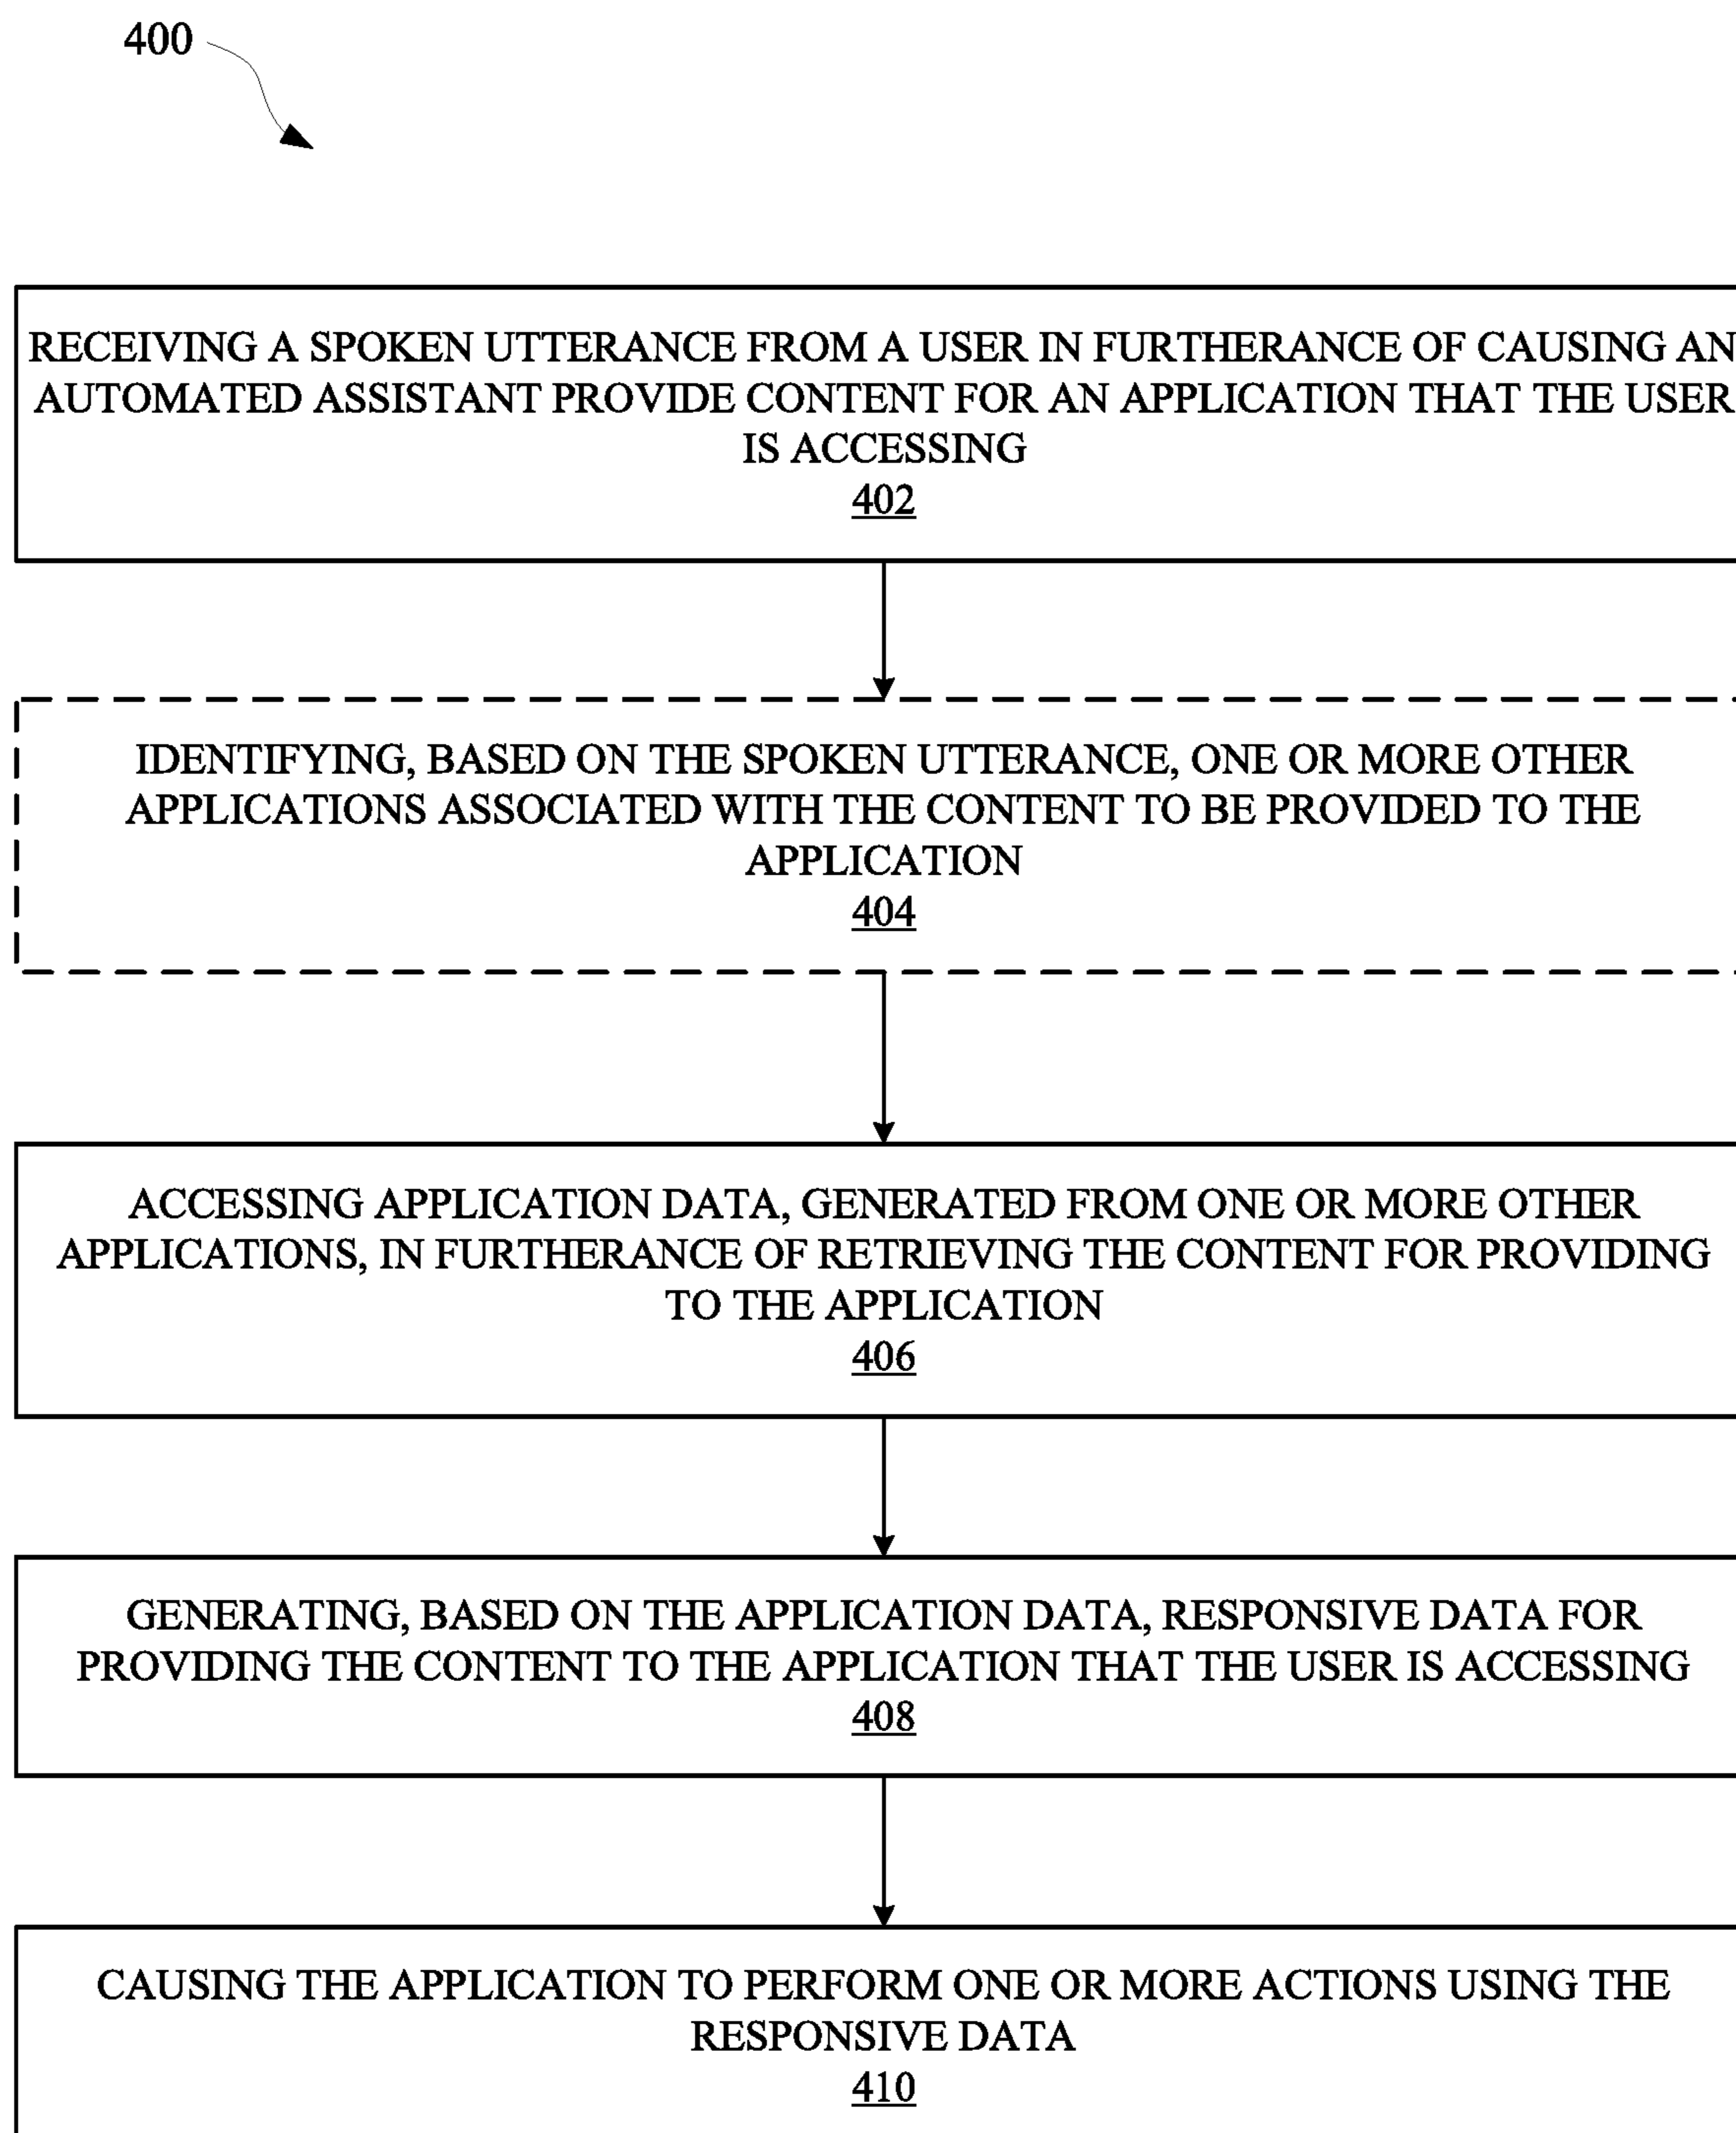 400
RECEIVING A SPOKEN UTTERANCE FROM A USER IN FURTHERANCE OF CAUSING AN
AUTOMATED ASSISTANT PROVIDE CONTENT FOR AN APPLICATION THAT THE USER
IS ACCESSING
402
IDENTIFYING, BASED ON THE SPOKEN UTTERANCE, ONE OR MORE OTHER
APPLICATIONS ASSOCIATED WITH THE CONTENT TO BE PROVIDED TO THE
APPLICATION
404
ACCESSING APPLICATION DATA, GENERATED FROM ONE OR MORE OTHER
APPLICATIONS, IN FURTHERANCE OF RETRIEVING THE CONTENT FOR PROVIDING
TO THE APPLICATION
406
GENERATING, BASED ON THE APPLICATION DATA, RESPONSIVE DATA FOR
PROVIDING THE CONTENT TO THE APPLICATION THAT THE USER IS ACCESSING
408
CAUSING THE APPLICATION TO PERFORM ONE OR MORE ACTIONS USING THE
RESPONSIVE DATA
410